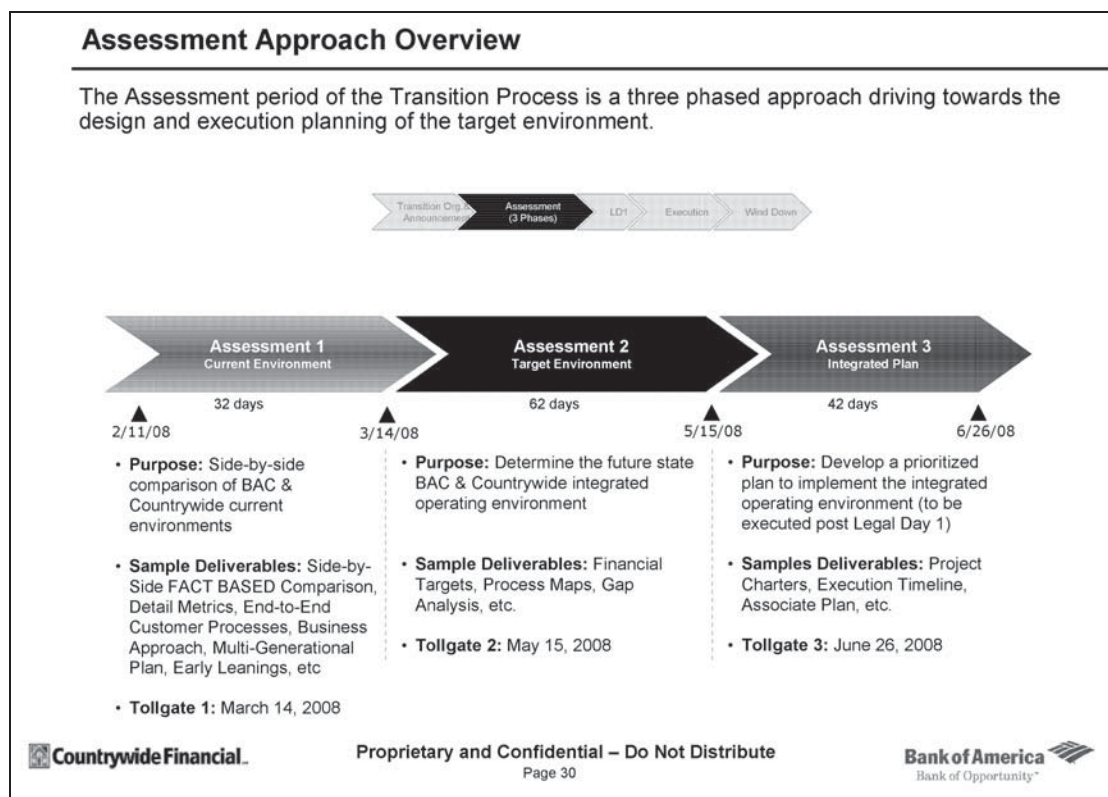 Assessment Approach Overview
The Assessment period of the Transition Process is a three phased approach driving towards the
design and execution planning of the target environment.
Transition Org.&
Announcement
Assessment
(3 Phases)
LD1
Execution
Wind Down
Assessment 1
Current Environment
Assessment 2
Target Environment
Assessment 3
Integrated Plan
32 days
62 days
42 days
2/11/08
3/14/08
5/15/08
6/26/08
• Purpose: Side-by-side
comparison of BAC &
Countrywide current
environments
• Sample Deliverables: Side-by-
Side FACT BASED Comparison,
Detail Metrics, End-to-End
Customer Processes, Business
Approach, Multi-Generational
Plan, Early Leanings, etc
• Tollgate 1: March 14, 2008
• Purpose: Determine the future state
BAC & Countrywide integrated
operating environment
• Sample Deliverables: Financial
Targets, Process Maps, Gap
Analysis, etc.
• Tollgate 2: May 15, 2008
• Purpose: Develop a prioritized
plan to implement the integrated
operating environment (to be
executed post Legal Day 1)
• Samples Deliverables: Project
Charters, Execution Timeline,
Associate Plan, etc.
• Tollgate 3: June 26, 2008
Countrywide Financial
Proprietary and Confidential – Do Not Distribute
Page 30
Bank of America
Bank of Opportunity™